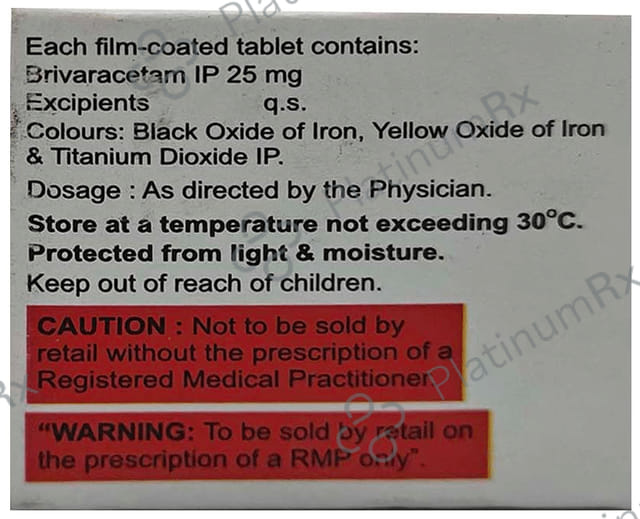 Each film-coated tablet contains:
Brivaracetam IP 25 mg
Excipients q.s.
Colours: Black Oxide of Iron, Yellow Oxide of Iron
& Titanium Dioxide IP.
Dosage : As directed by the Physician.
Store at a temperature not exceeding 30°C.
Protected from light & moisture.
Keep out of reach of children.
CAUTION : Not to be sold by
retail without the prescription of a
Registered Medical Practitioner
"WARNING: To be sold by retail on
the prescription of a RMP only".
PlatinumRx
PlatinumRx